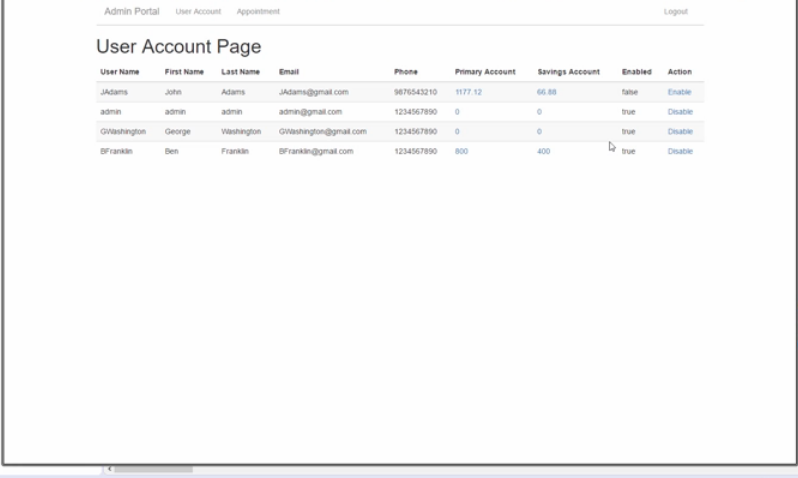 Admin Portal User Account Appointment Logout
User Account Page
User Name First Name Last Name Email Phone Primary Account Savings Account Enabled Action
JAdams John Adams JAdams@gmail.com 9876543210 1177.12 66.88 false Enable
admin admin admin admin@gmail.com 1234567890 0 0 true Disable
GWashington George Washington GWashington@gmail.com 1234567890 0 0 true Disable
BFranklin Ben Franklin BFranklin@gmail.com 1234567890 800 400 true Disable